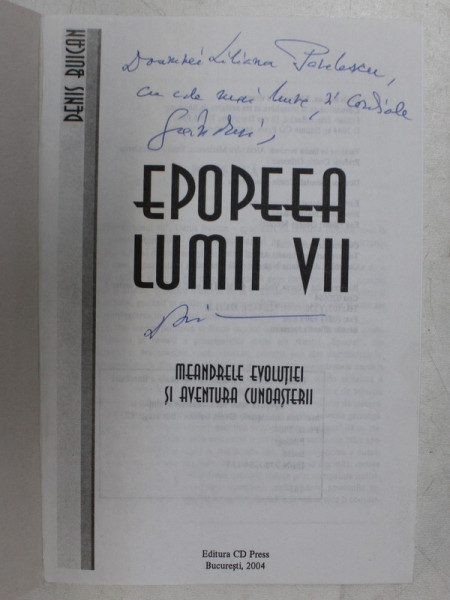 DENIS BUICAN
Doamnei Liliana Pavelescu,
cu cele mai bune, și cordiale
gânduri,
EPOPEEA
LUMII VII
MEANDRELE EVOLUȚIEI
ȘI AVENTURA CUNOAȘTERII
Editura CD Press
București, 2004